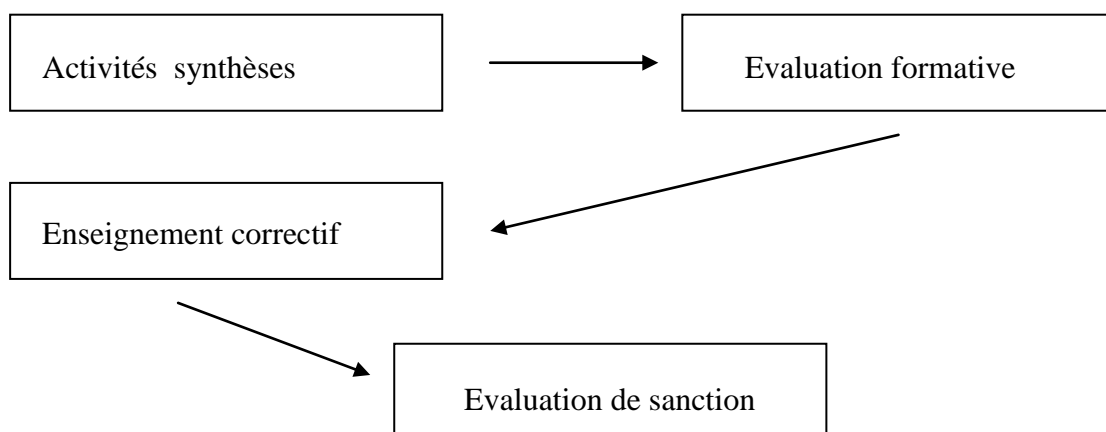 Activités synthèses
Evaluation formative
Enseignement correctif
Evaluation de sanction